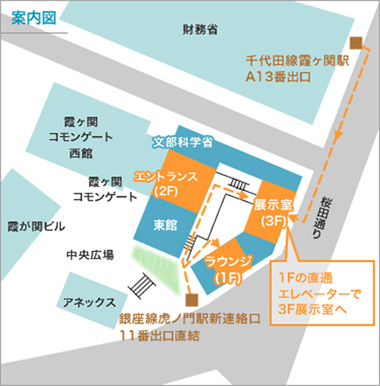 案内図
財務省
千代田線霞ヶ関駅
A13番出口
霞ヶ関
コモンゲート
西館
文部科学省
エントランス
(2F)
霞ヶ関
コモンゲート
展示室
(3F)
桜田通り
東館
霞が関ビル
中央広場
ラウンジ
(1F)
1Fの直通
エレベーターで
3F展示室へ
アネックス
銀座線虎ノ門駅新連絡口
11番出口直結